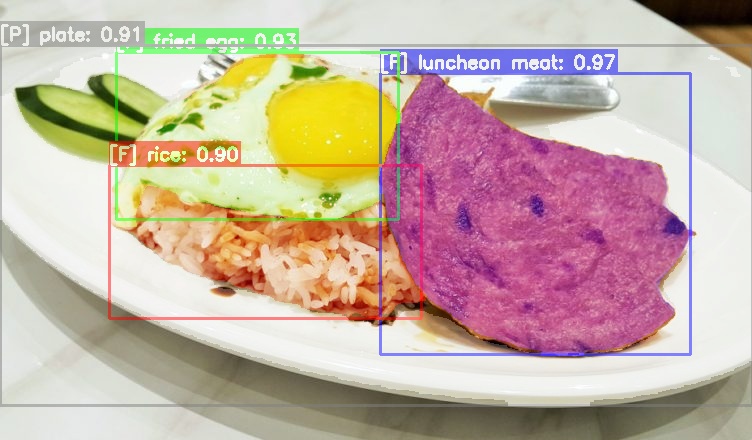 [P] plate: 0.91
[F] fried egg: 0.93
[F] luncheon meat: 0.97
[F] rice: 0.90